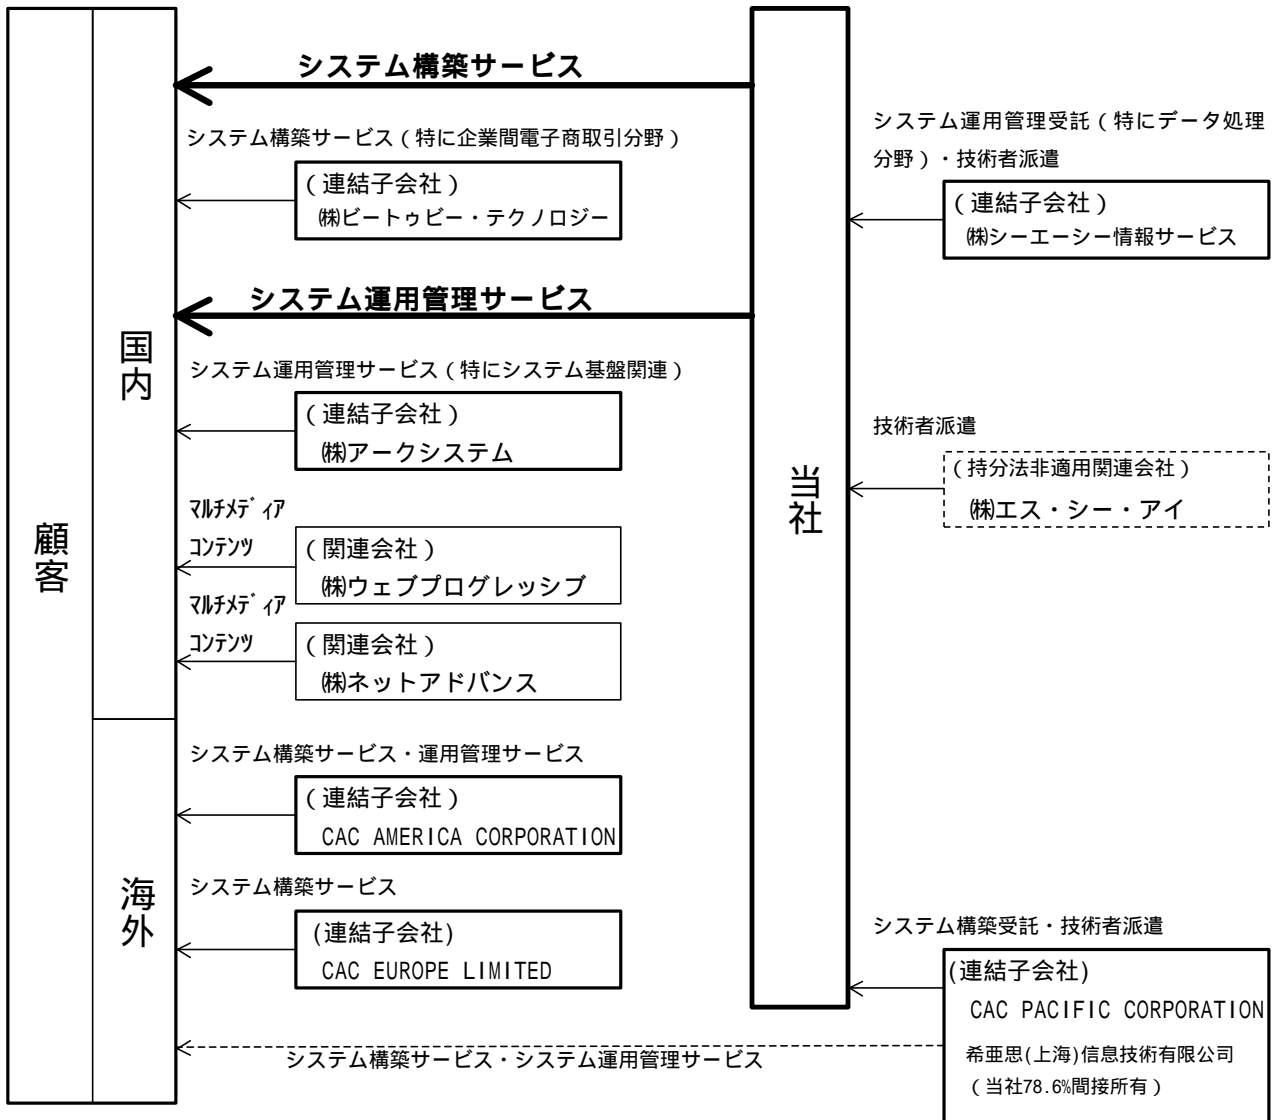 システム構築サービス
システム構築サービス（特に企業間電子商取引分野）
（連結子会社）
㈱ビートゥビー・テクノロジー
システム運用管理サービス
システム運用管理サービス（特にシステム基盤関連）
（連結子会社）
㈱アークシステム
ﾏﾙﾁﾒﾃﾞｨｱ
ｺﾝﾃﾝﾂ
（関連会社）
㈱ウェブプログレッシブ
ﾏﾙﾁﾒﾃﾞｨｱ
ｺﾝﾃﾝﾂ
（関連会社）
㈱ネットアドバンス
システム構築サービス・運用管理サービス
（連結子会社）
CAC AMERICA CORPORATION
システム構築サービス
(連結子会社)
CAC EUROPE LIMITED
システム構築サービス・システム運用管理サービス
顧客
国内
海外
当社
システム運用管理受託（特にデータ処理
分野）・技術者派遣
（連結子会社）
㈱シーエーシー情報サービス
技術者派遣
（持分法非適用関連会社）
㈱エス・シー・アイ
システム構築受託・技術者派遣
(連結子会社)
CAC PACIFIC CORPORATION
希亜思(上海)信息技術有限公司
（当社78.6%間接所有）